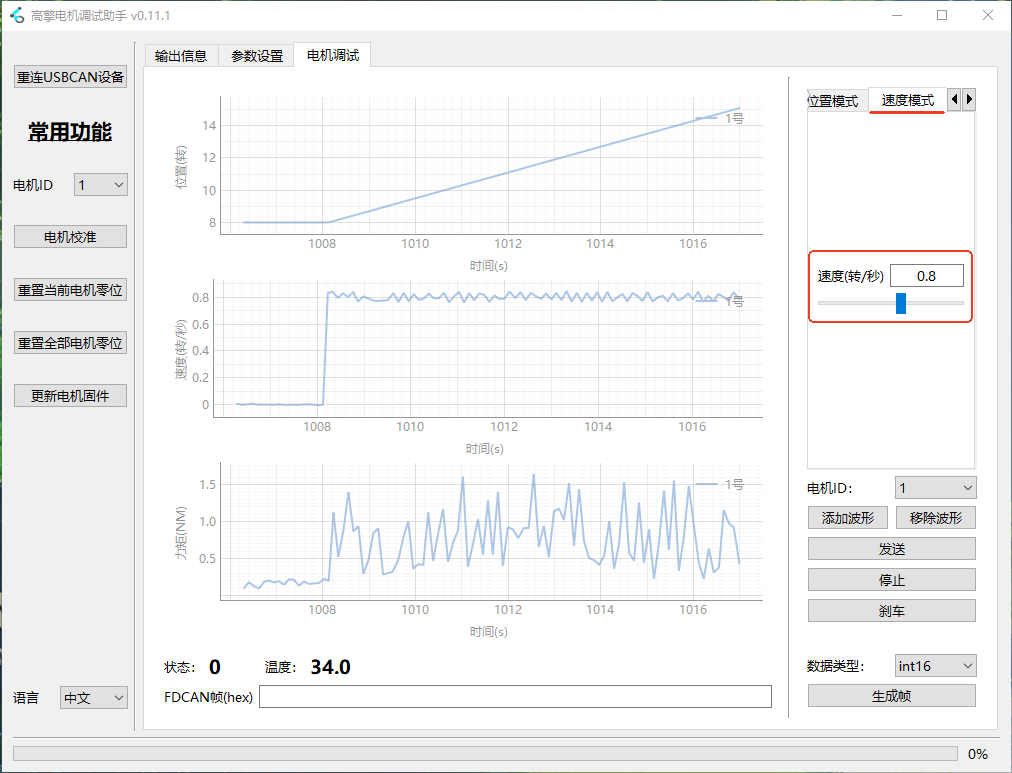 高擎电机调试助手 v0.11.1
重连USBCAN设备
常用功能
电机ID 1
电机校准
重置当前电机零位
重置全部电机零位
更新电机固件
语言 中文
输出信息 参数设置 电机调试
14
12
10
8
位置(转)
1号
1008 1010 1012 1014 1016
时间(s)
0.8
0.6
0.4
0.2
0
速度(转/秒)
1号
1008 1010 1012 1014 1016
时间(s)
1.5
1.0
0.5
力矩(NM)
1号
1008 1010 1012 1014 1016
时间(s)
状态: 0 温度: 34.0
FDCAN帧(hex)
位置模式 速度模式
速度(转/秒) 0.8
电机ID: 1
添加波形 移除波形
发送
停止
刹车
数据类型: int16
生成帧
0%